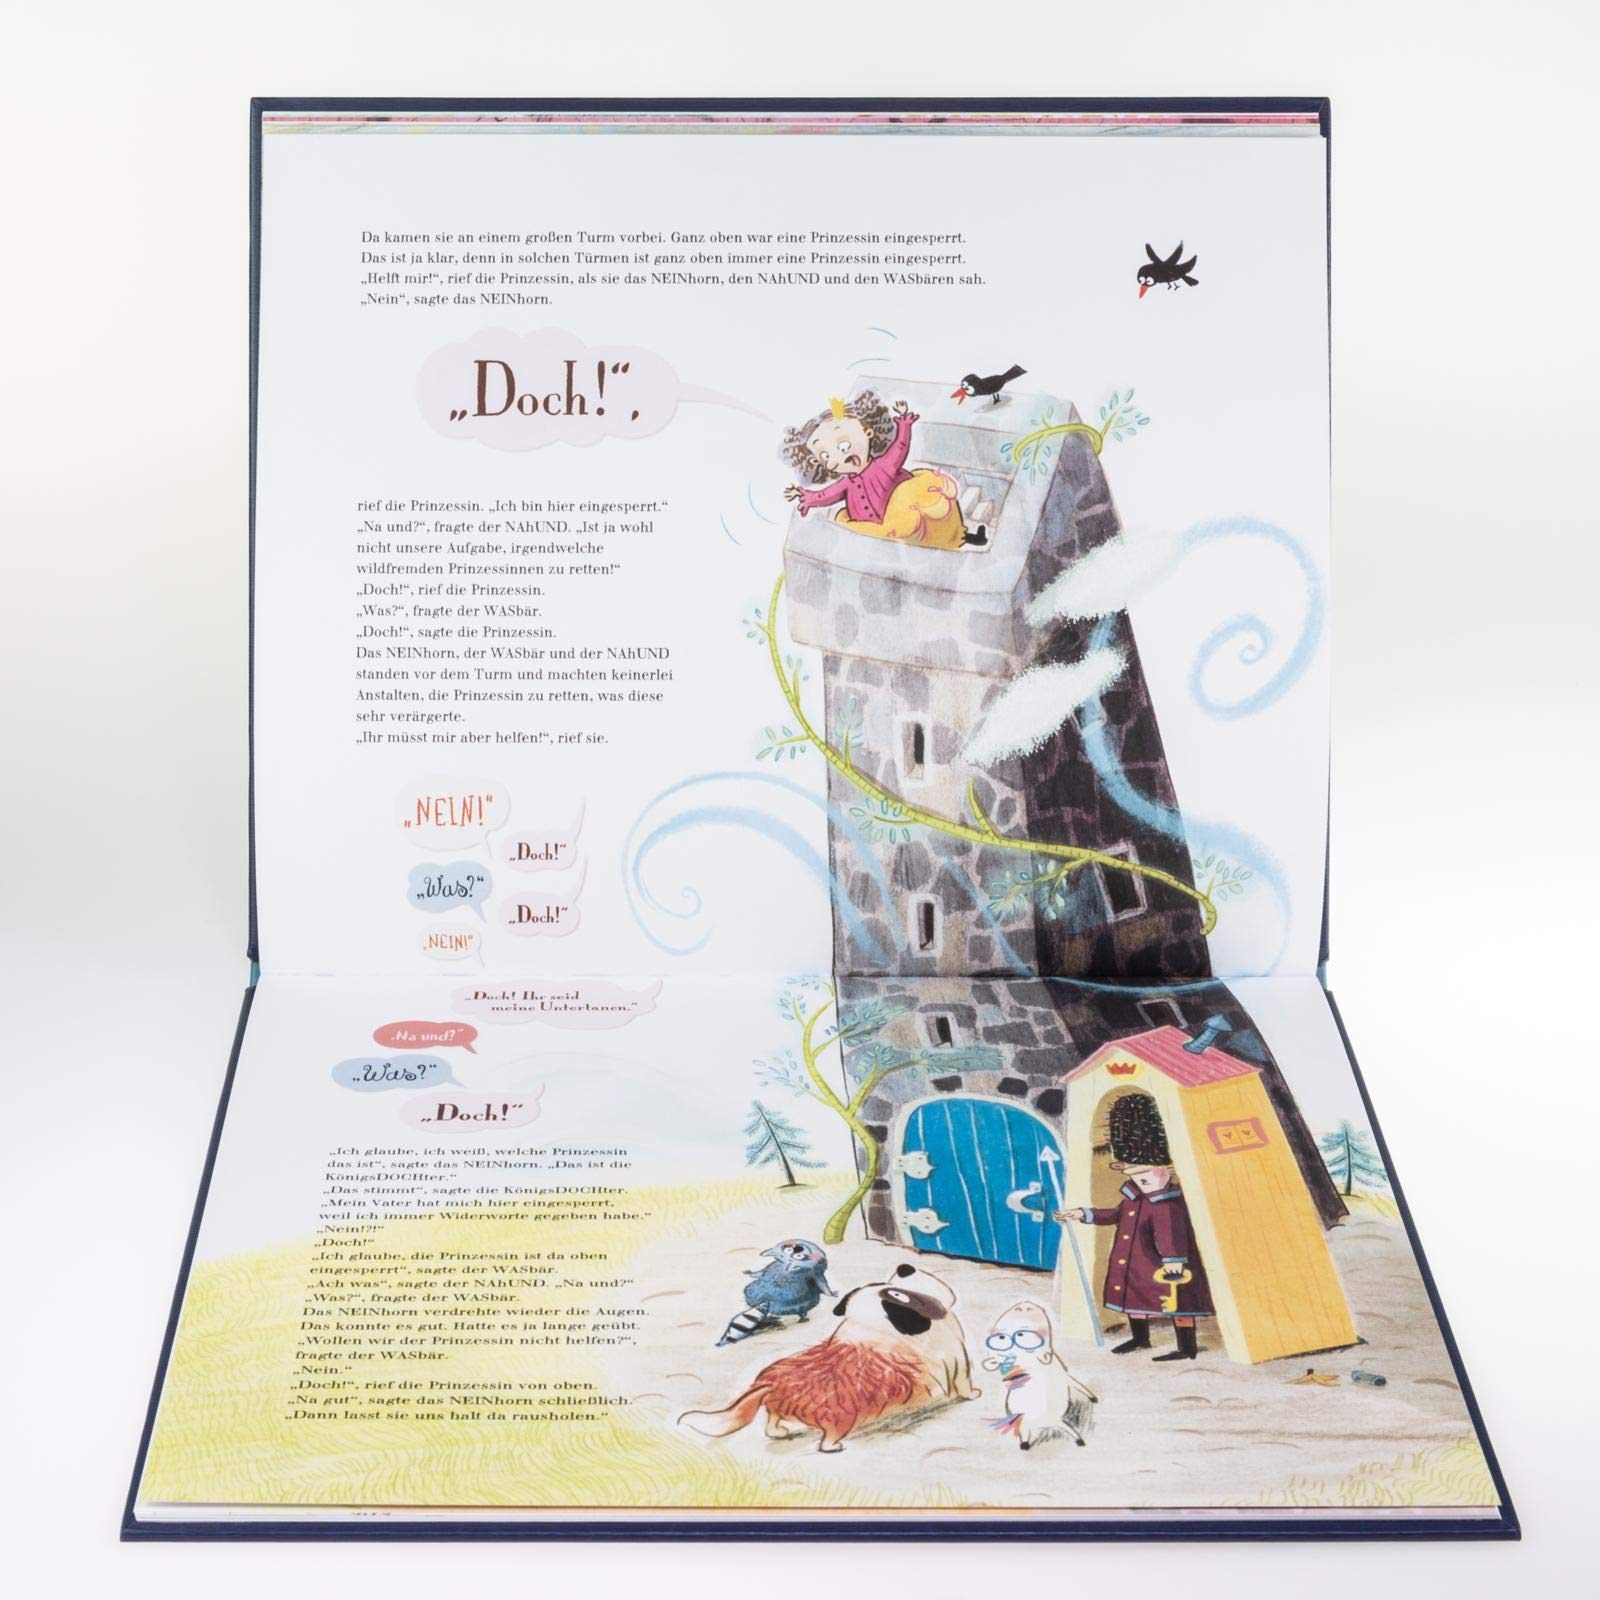 Da kamen sie an einem großen Turm vorbei. Ganz oben war eine Prinzessin eingesperrt.
Das ist ja klar, denn in solchen Türmen ist ganz oben immer eine Prinzessin eingesperrt.
„Helft mir!“, rief die Prinzessin, als sie das NEINhorn, den NAhUND und den WASbären sah.
„Nein“, sagte das NEINhorn.
„Doch!“,
rief die Prinzessin. „Ich bin hier eingesperrt.“
„Na und?“, fragte der NAhUND. „Ist ja wohl
nicht unsere Aufgabe, irgendwelche
wildfremden Prinzessinnen zu retten!“
„Doch!“, rief die Prinzessin.
„Was?“, fragte der WASbär.
„Doch!“, sagte die Prinzessin.
Das NEINhorn, der WASbär und der NAhUND
standen vor dem Turm und machten keinerlei
Anstalten, die Prinzessin zu retten, was diese
sehr verärgerte.
„Ihr müsst mir aber helfen!“, rief sie.
„NEIN!“
„Doch!“
„Was?“
„Doch!“
„NEIN!“
„Doch! Ihr seid
meine Untertanen.“
„Na und?“
„Was?“
„Doch!“
„Ich glaube, ich weiß, welche Prinzessin
das ist“, sagte das NEINhorn. „Das ist die
KönigsDOCHter.“
„Das stimmt“, sagte die KönigsDOCHter.
„Mein Vater hat mich hier eingesperrt,
weil ich immer Widerworte gegeben habe.“
„Nein!?!“
„Doch!“
„Ich glaube, die Prinzessin ist da oben
eingesperrt“, sagte der WASbär.
„Ach was“, sagte der NAhUND. „Na und?“
„Was?“, fragte der WASbär.
Das NEINhorn verdrehte wieder die Augen.
Das konnte es gut. Hatte es ja lange geübt.
„Wollen wir der Prinzessin nicht helfen?“,
fragte der WASbär.
„Nein.“
„Doch!“, rief die Prinzessin von oben.
„Na gut“, sagte das NEINhorn schließlich.
„Dann lasst sie uns halt da rausholen.“